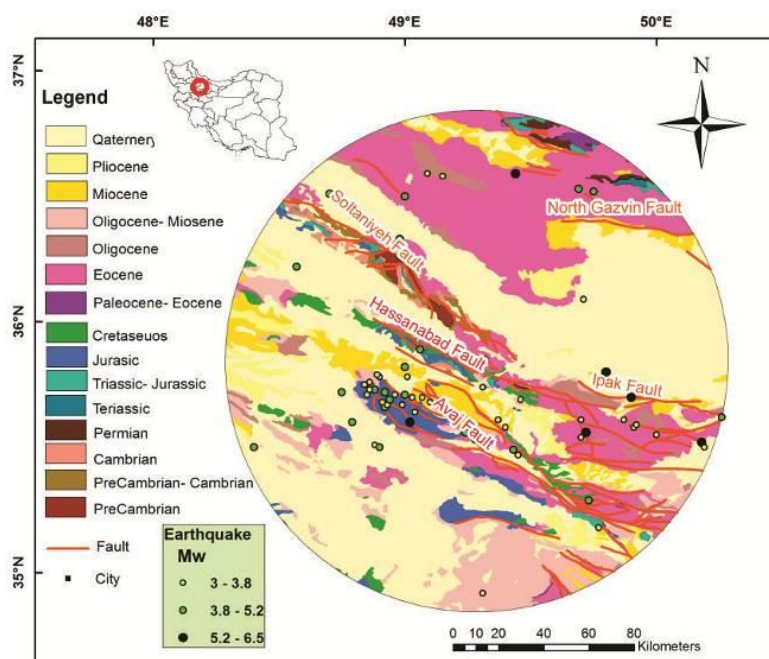 48°E 49°E 50°E
37°N
36°N
35°N
N
Legend
Quaternery
Pliocene
Miocene
Oligocene- Miosene
Oligocene
Eocene
Paleocene- Eocene
Cretaseuos
Jurasic
Triassic- Jurassic
Teriassic
Permian
Cambrian
PreCambrian- Cambrian
PreCambrian
Fault
City
Earthquake
Mw
3 - 3.8
3.8 - 5.2
5.2 - 6.5
Soltaniyeh Fault
North Gazvin Fault
Hassanabad Fault
Ipak Fault
Avaj Fault
0 10 20 40 60 80
Kilometers